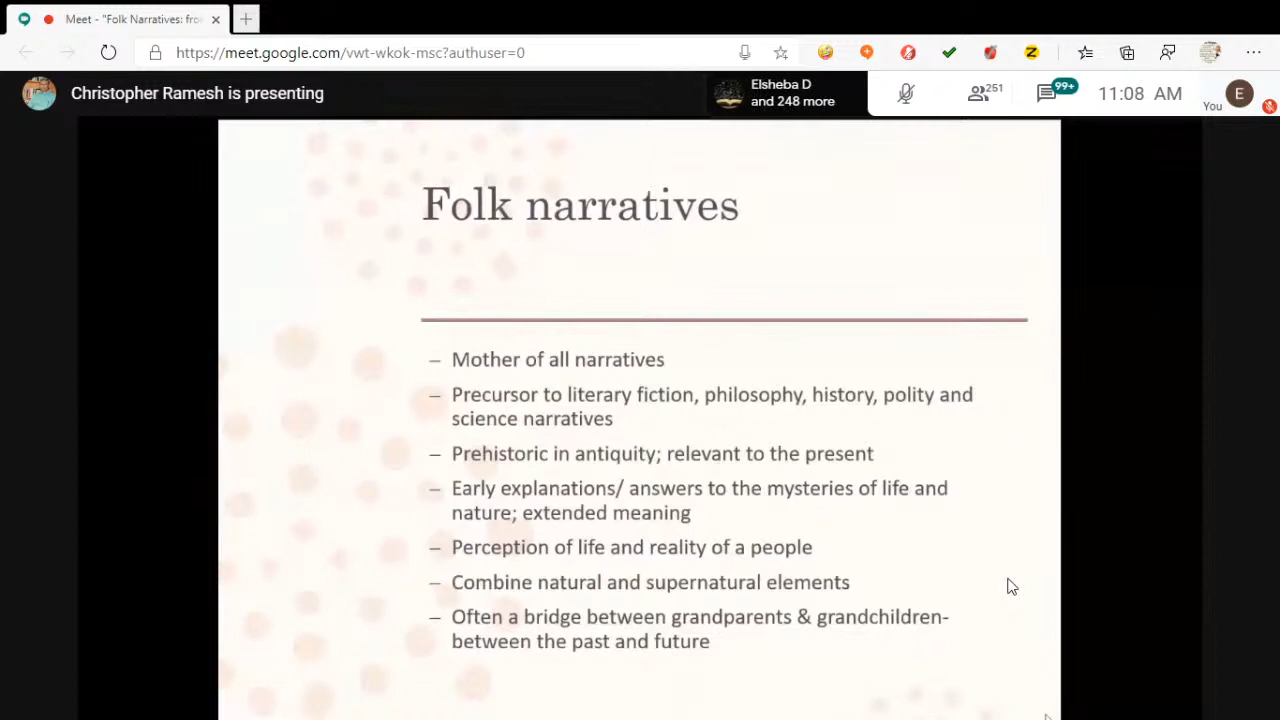 Meet - "Folk Narratives: fro
https://meet.google.com/vwt-wkok-msc?authuser=0
Christopher Ramesh is presenting
Elsheba D
and 248 more
251
99+
11:08 AM
You
E
Folk narratives
– Mother of all narratives
– Precursor to literary fiction, philosophy, history, polity and
science narratives
– Prehistoric in antiquity; relevant to the present
– Early explanations/ answers to the mysteries of life and
nature; extended meaning
– Perception of life and reality of a people
– Combine natural and supernatural elements
– Often a bridge between grandparents & grandchildren-
between the past and future